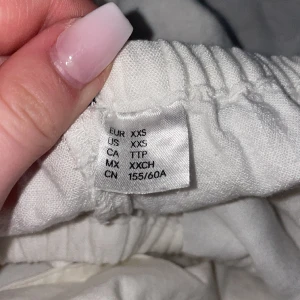 EUR XXS
US XXS
CA TTP
MX XXCH
CN 155/60A